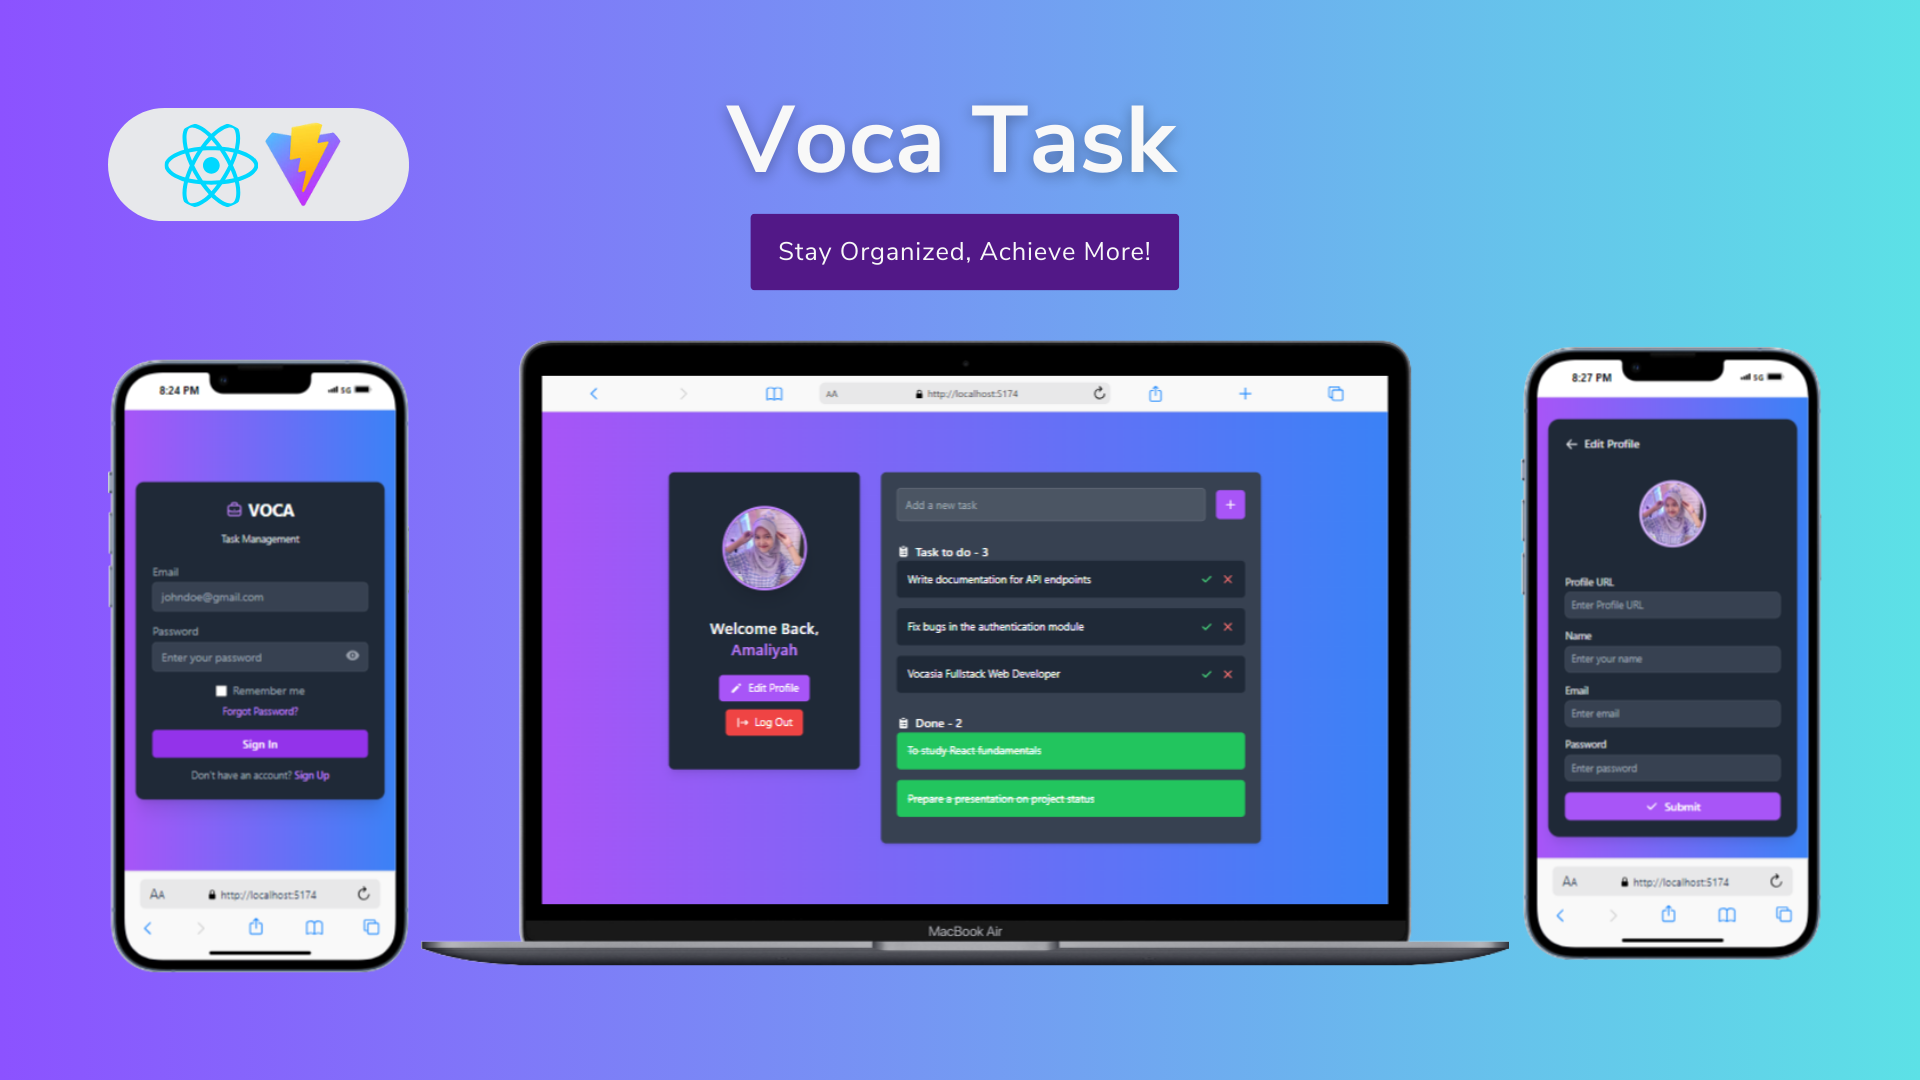 Voca Task
Stay Organized, Achieve More!
8:24 PM
5G
VOCA
Task Management
Email
johndoe@gmail.com
Password
Enter your password
Remember me
Forgot Password?
Sign In
Don't have an account? Sign Up
AA
http://localhost:5174
AA
http://localhost:5174
Welcome Back,
Amaliyah
Edit Profile
Log Out
Add a new task
Task to do - 3
Write documentation for API endpoints
Fix bugs in the authentication module
Vocasia Fullstack Web Developer
Done - 2
To study React fundamentals
Prepare a presentation on project status
MacBook Air
8:27 PM
5G
Edit Profile
Profile URL
Enter Profile URL
Name
Enter your name
Email
Enter email
Password
Enter password
Submit
AA
http://localhost:5174